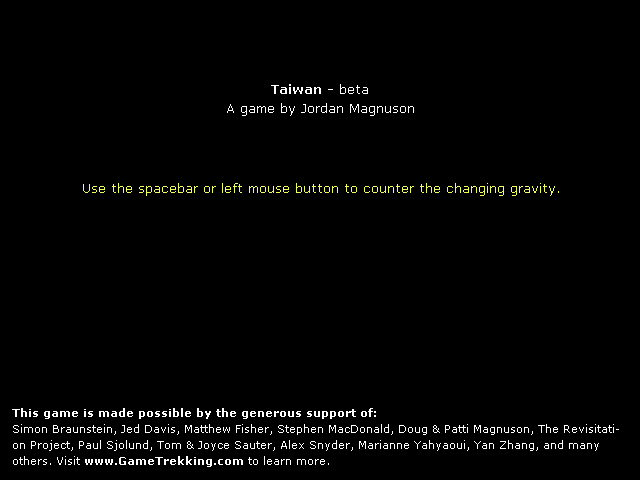 Taiwan - beta
A game by Jordan Magnuson
Use the spacebar or left mouse button to counter the changing gravity.
This game is made possible by the generous support of:
Simon Braunstein, Jed Davis, Matthew Fisher, Stephen MacDonald, Doug & Patti Magnuson, The Revisitati-
on Project, Paul Sjolund, Tom & Joyce Sauter, Alex Snyder, Marianne Yahyaoui, Yan Zhang, and many
others. Visit www.GameTrekking.com to learn more.